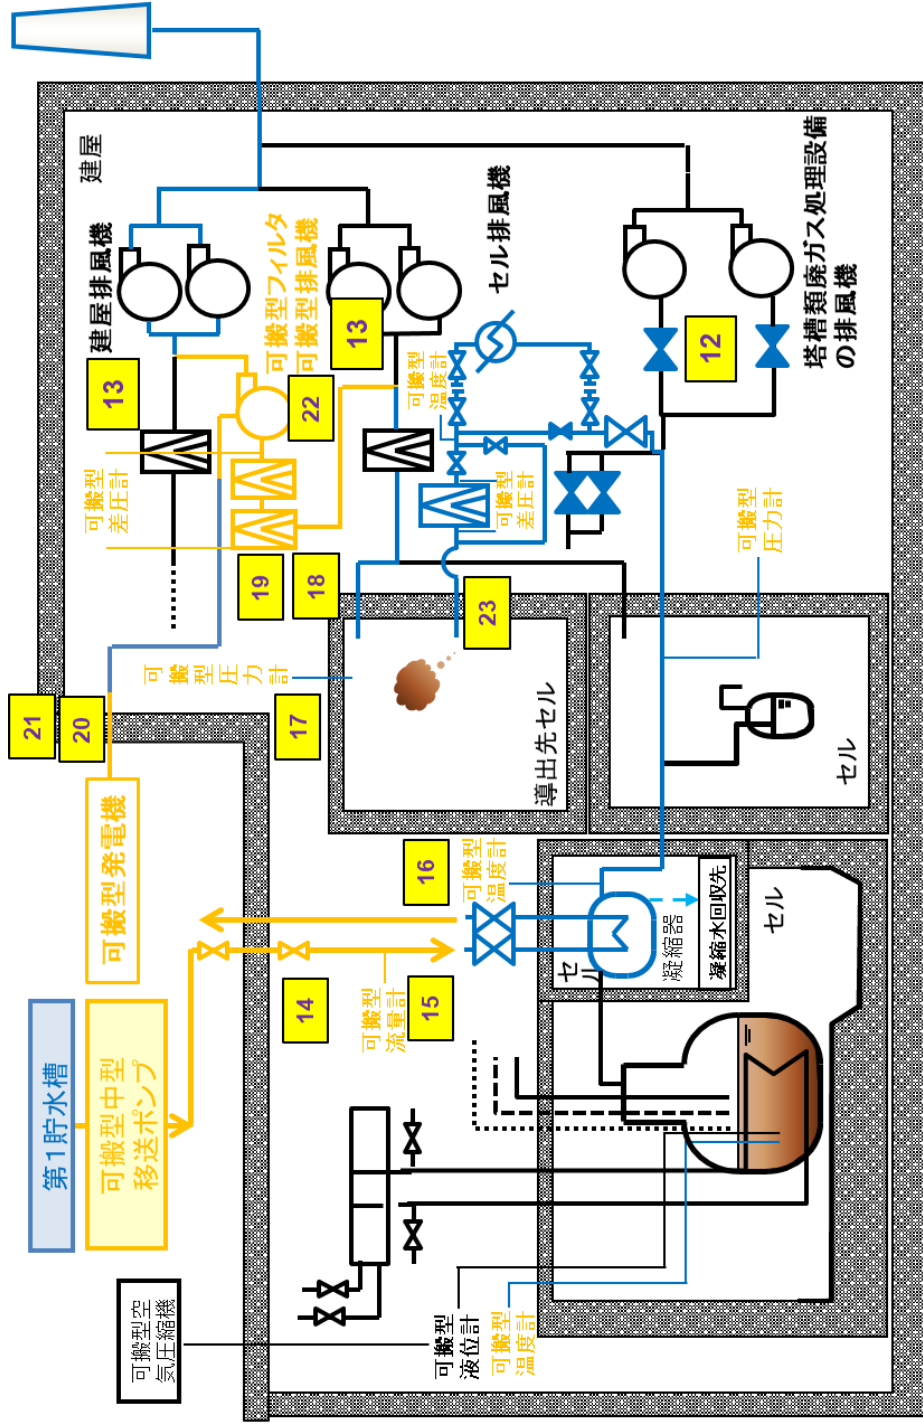 第1貯水槽
可搬型中型
移送ポンプ
可搬型発電機
21
20
建屋
可搬型空
気圧縮機
可搬型
差圧計
13
建屋排風機
19
18
22
可搬型フィルタ
可搬型排風機
13
14
可搬型
流量計
15
16
可搬型
温度計
17
可搬型圧力計
導出先セル
23
可搬型
温度計
可搬型
差圧計
セル排風機
12
塔槽類廃ガス処理設備
の排風機
可搬型
圧力計
可搬型
液位計
可搬型
温度計
セル
凝縮器
凝縮水回収先
セル
セル